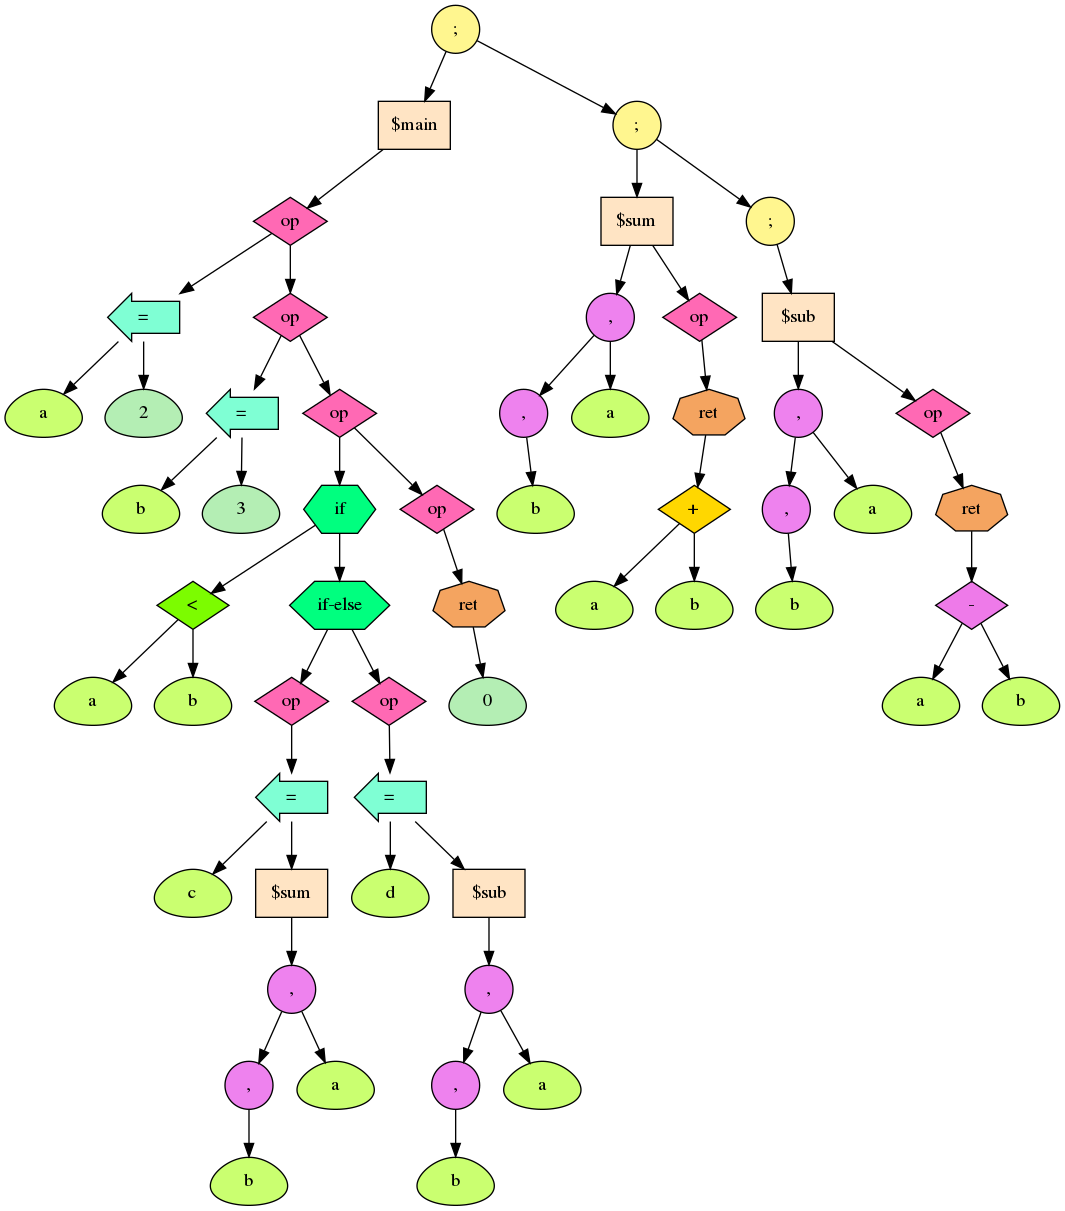 ;
$main ;
op $sum ;
= op , op $sub
a 2 = op , a ret , op
b 3 if op b + , a ret
< if-else ret a b b -
a b op op 0 a b
= =
c $sum d $sub
, ,
, a , a
b b